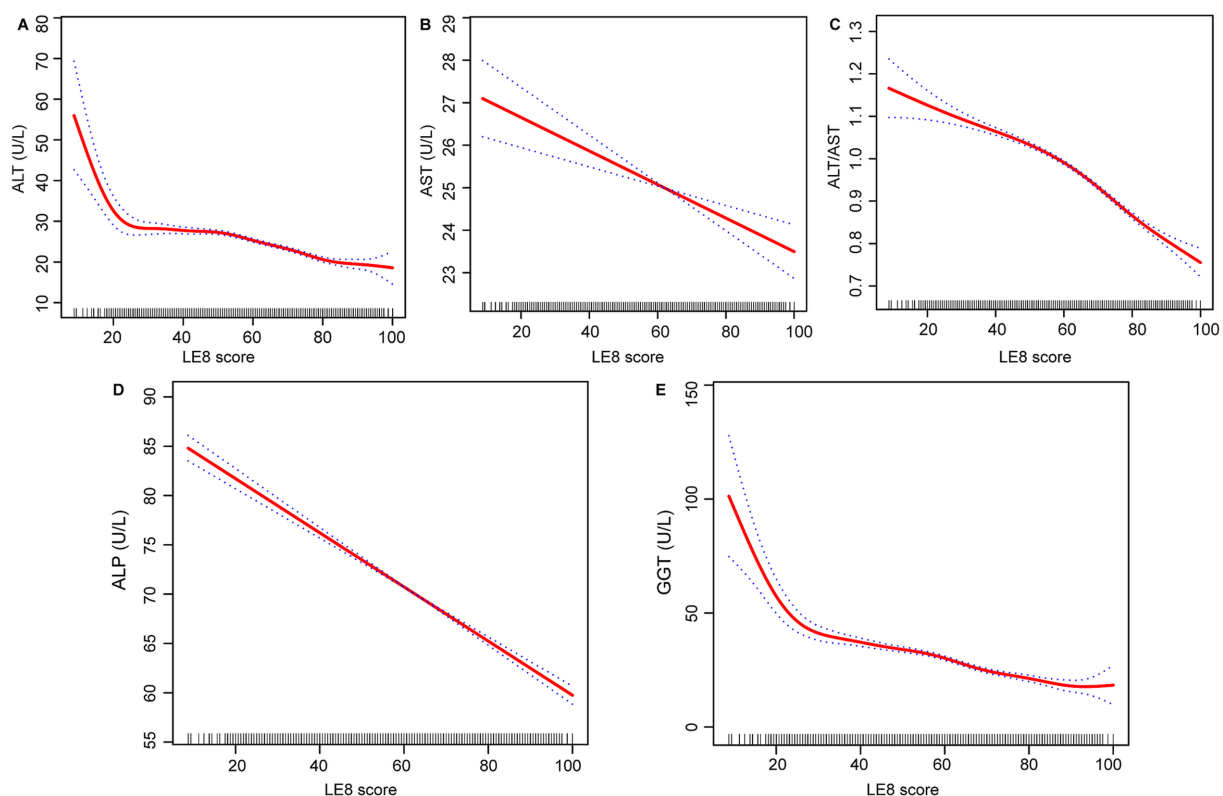 A
ALT (U/L)
10 20 30 40 50 60 70 80
20 40 60 80 100
LE8 score
B
AST (U/L)
23 24 25 26 27 28 29
20 40 60 80 100
LE8 score
C
ALT/AST
0.7 0.8 0.9 1.0 1.1 1.2 1.3
20 40 60 80 100
LE8 score
D
ALP (U/L)
55 60 65 70 75 80 85 90
20 40 60 80 100
LE8 score
E
GGT (U/L)
0 50 100 150
20 40 60 80 100
LE8 score